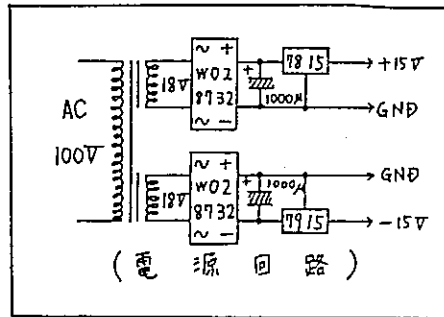 ~ +
W02
8732
~ -
18V
+
1000μ
7815
+15V
GND
AC
100V
~ +
W02
8732
~ -
18V
+
1000μ
7915
GND
-15V
(電源回路)